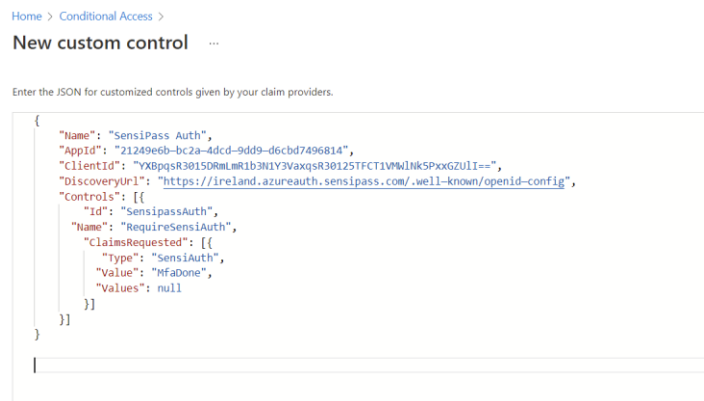 Home > Conditional Access >
New custom control ...
Enter the JSON for customized controls given by your claim providers.
{
"Name": "SensiPass Auth",
"AppId": "21249e6b-bc2a-4dcd-9dd9-d6cbd7496814",
"ClientId": "YXBpqsR3015DRmLmR1b3N1Y3VaxqsR30125TFCT1VMWlNk5PxxGZUlI==",
"DiscoveryUrl": "https://ireland.azureauth.sensipass.com/.well-known/openid-config",
"Controls": [{
"Id": "SensipassAuth",
"Name": "RequireSensiAuth",
"ClaimsRequested": [{
"Type": "SensiAuth",
"Value": "MfaDone",
"Values": null
}]
}]
}